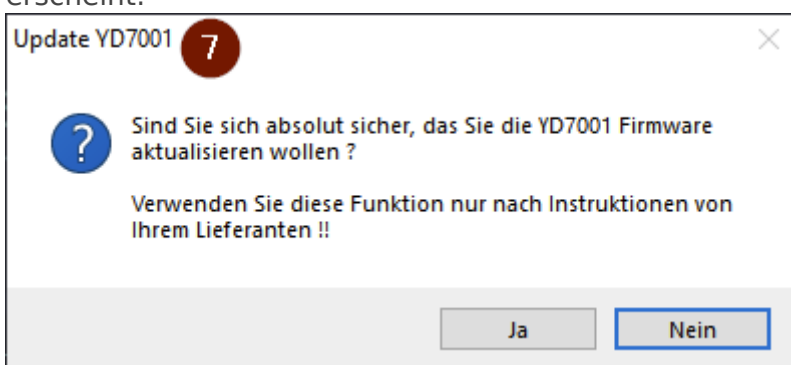 erscheint:
Update YD7001
7
?
Sind Sie sich absolut sicher, das Sie die YD7001 Firmware
aktualisieren wollen ?
Verwenden Sie diese Funktion nur nach Instruktionen von
Ihrem Lieferanten !!
Ja
Nein